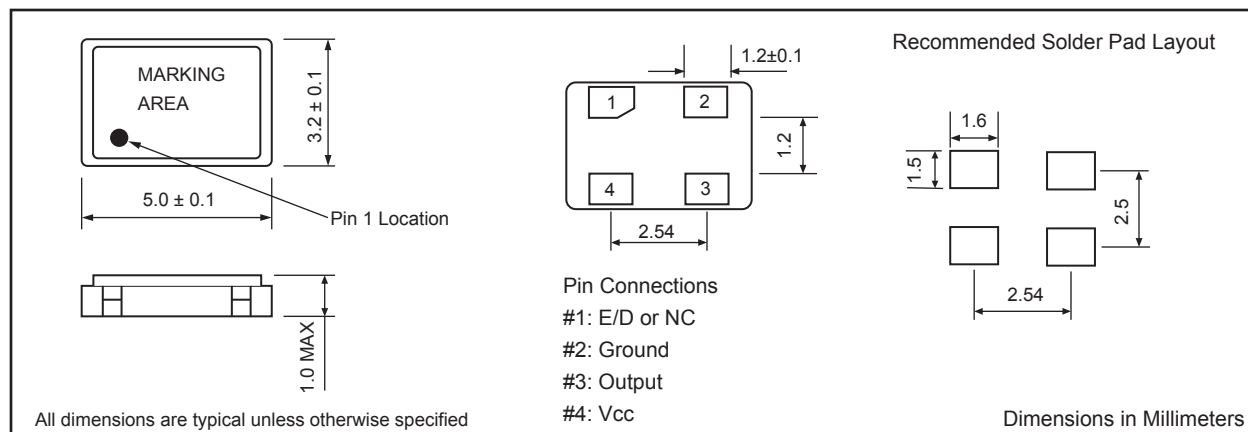 MARKING
AREA
3.2 ± 0.1
5.0 ± 0.1
Pin 1 Location
1.0 MAX
All dimensions are typical unless otherwise specified
1.2±0.1
1
2
1.2
4
3
2.54
Pin Connections
#1: E/D or NC
#2: Ground
#3: Output
#4: Vcc
Recommended Solder Pad Layout
1.6
1.5
2.5
2.54
Dimensions in Millimeters